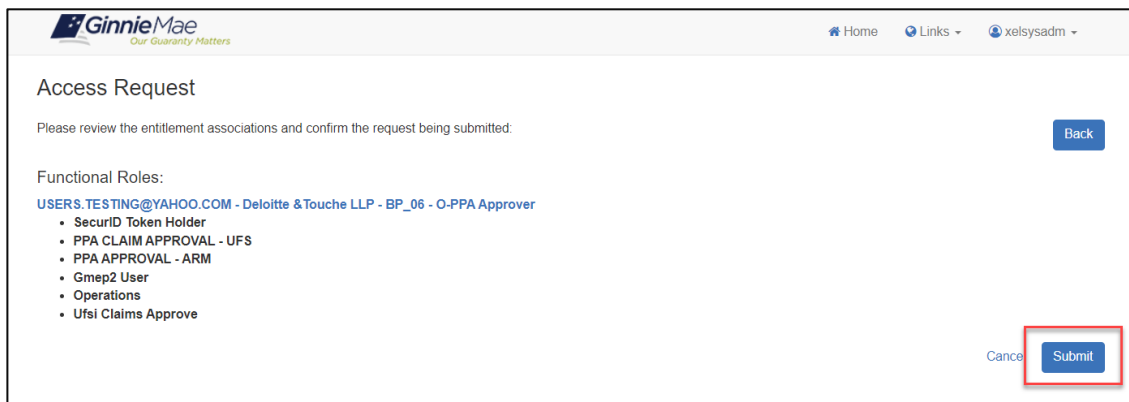 GinnieMae
Our Guaranty Matters
Home Links xelsysadm
Access Request
Please review the entitlement associations and confirm the request being submitted:
Back
Functional Roles:
USERS.TESTING@YAHOO.COM - Deloitte &Touche LLP - BP_06 - O-PPA Approver
• SecurID Token Holder
• PPA CLAIM APPROVAL - UFS
• PPA APPROVAL - ARM
• Gmep2 User
• Operations
• Ufsi Claims Approve
Cance Submit